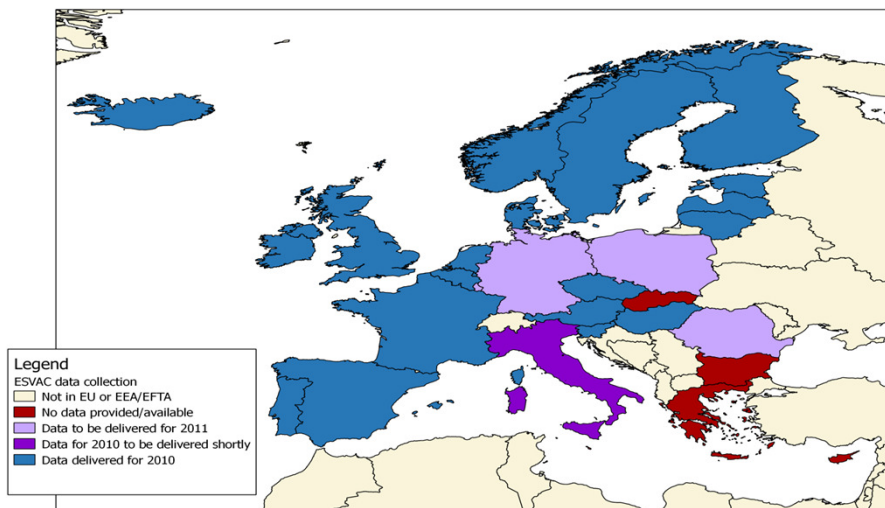 Legend
ESVAC data collection
Not in EU or EEA/EFTA
No data provided/available
Data to be delivered for 2011
Data for 2010 to be delivered shortly
Data delivered for 2010